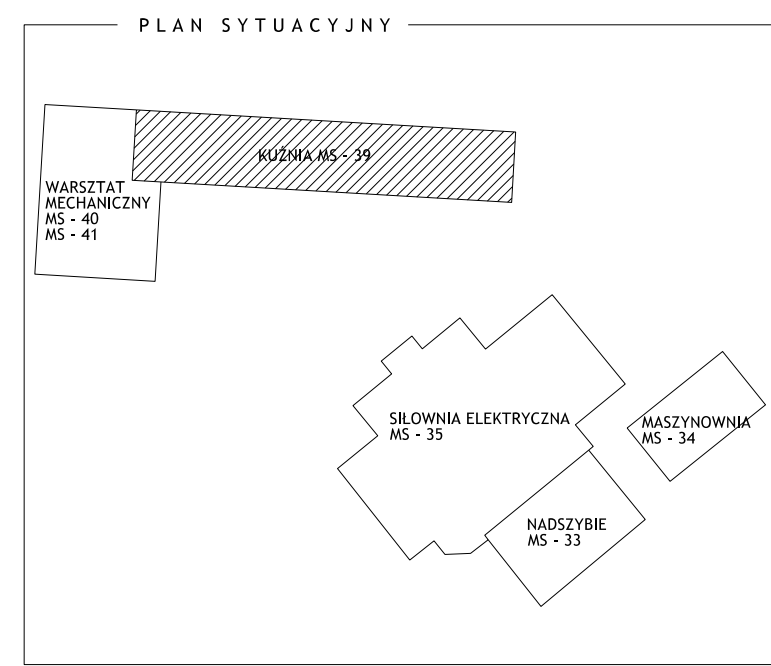 PLAN SYTUACYJNY
KUŹNIA MS - 39
WARSZTAT
MECHANICZNY
MS - 40
MS - 41
SIŁOWNIA ELEKTRYCZNA
MS - 35
MASZYNOWNIA
MS - 34
NADSZYBIE
MS - 33